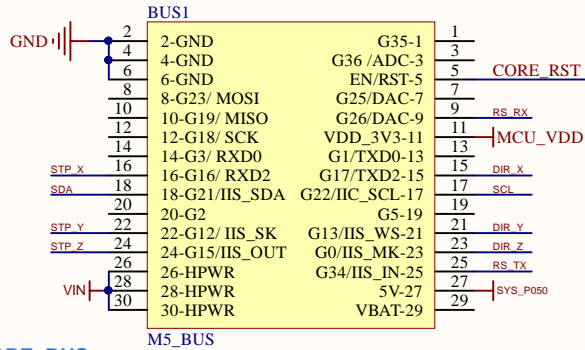 BUS1
GND 2 2-GND G35-1 1
4 4-GND G36 /ADC-3 3
6 6-GND EN/RST-5 5 CORE_RST
8 8-G23/ MOSI G25/DAC-7 7
10 10-G19/ MISO G26/DAC-9 9 RS_RX
12 12-G18/ SCK VDD_3V3-11 11 MCU_VDD
14 14-G3/ RXD0 G1/TXD0-13 13
STP_X 16 16-G16/ RXD2 G17/TXD2-15 15 DIR_X
SDA 18 18-G21/IIS_SDA G22/IIC_SCL-17 17 SCL
20 20-G2 G5-19 19
STP_Y 22 22-G12/ IIS_SK G13/IIS_WS-21 21 DIR_Y
STP_Z 24 24-G15/IIS_OUT G0/IIS_MK-23 23 DIR_Z
26 26-HPWR G34/IIS_IN-25 25 RS_TX
VIN 28 28-HPWR 5V-27 27 SYS_P050
30 30-HPWR VBAT-29 29
M5_BUS